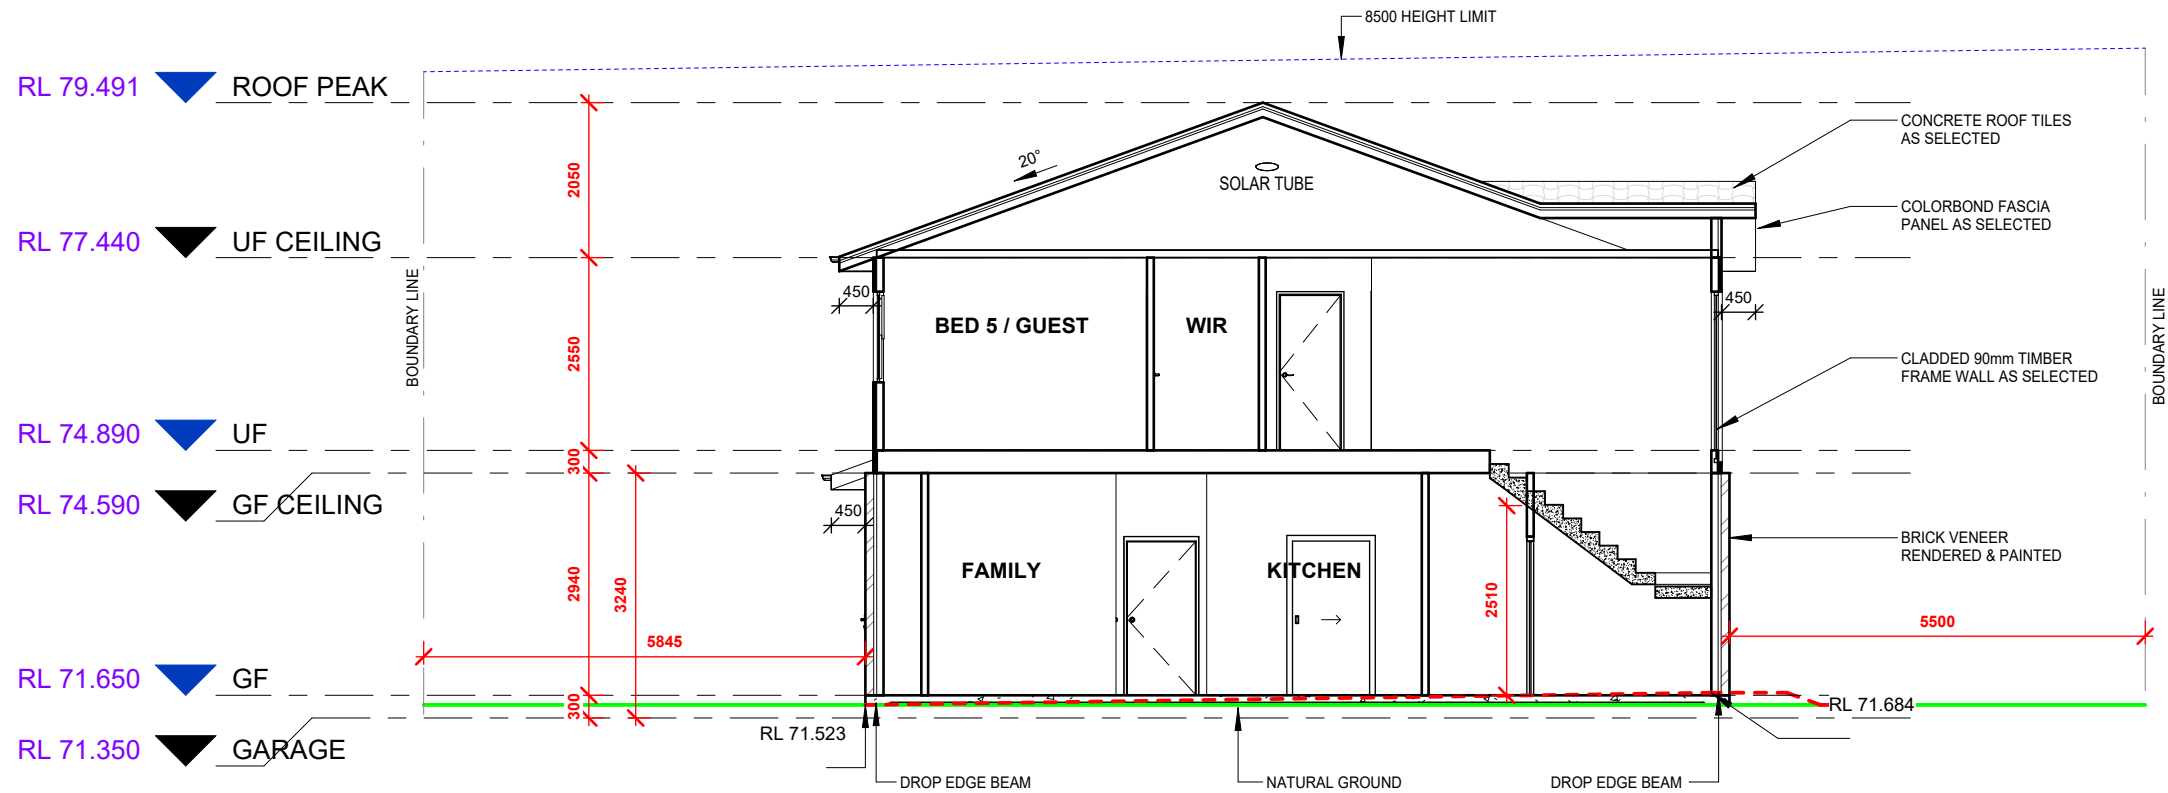 8500 HEIGHT LIMIT
RL 79.491 ROOF PEAK
CONCRETE ROOF TILES
AS SELECTED
20°
2050
SOLAR TUBE
COLORBOND FASCIA
PANEL AS SELECTED
RL 77.440 UF CEILING
BOUNDARY LINE
450
450
BOUNDARY LINE
BED 5 / GUEST
WIR
2550
CLADDED 90mm TIMBER
FRAME WALL AS SELECTED
RL 74.890 UF
300
RL 74.590 GF CEILING
450
BRICK VENEER
RENDERED & PAINTED
FAMILY
KITCHEN
2940
3240
2510
5845
5500
RL 71.650 GF
300
RL 71.684
RL 71.523
RL 71.350 GARAGE
DROP EDGE BEAM
NATURAL GROUND
DROP EDGE BEAM